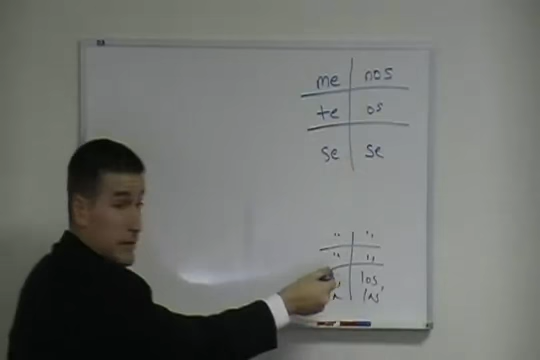 me nos
te os
se se
" "
" "
los
las